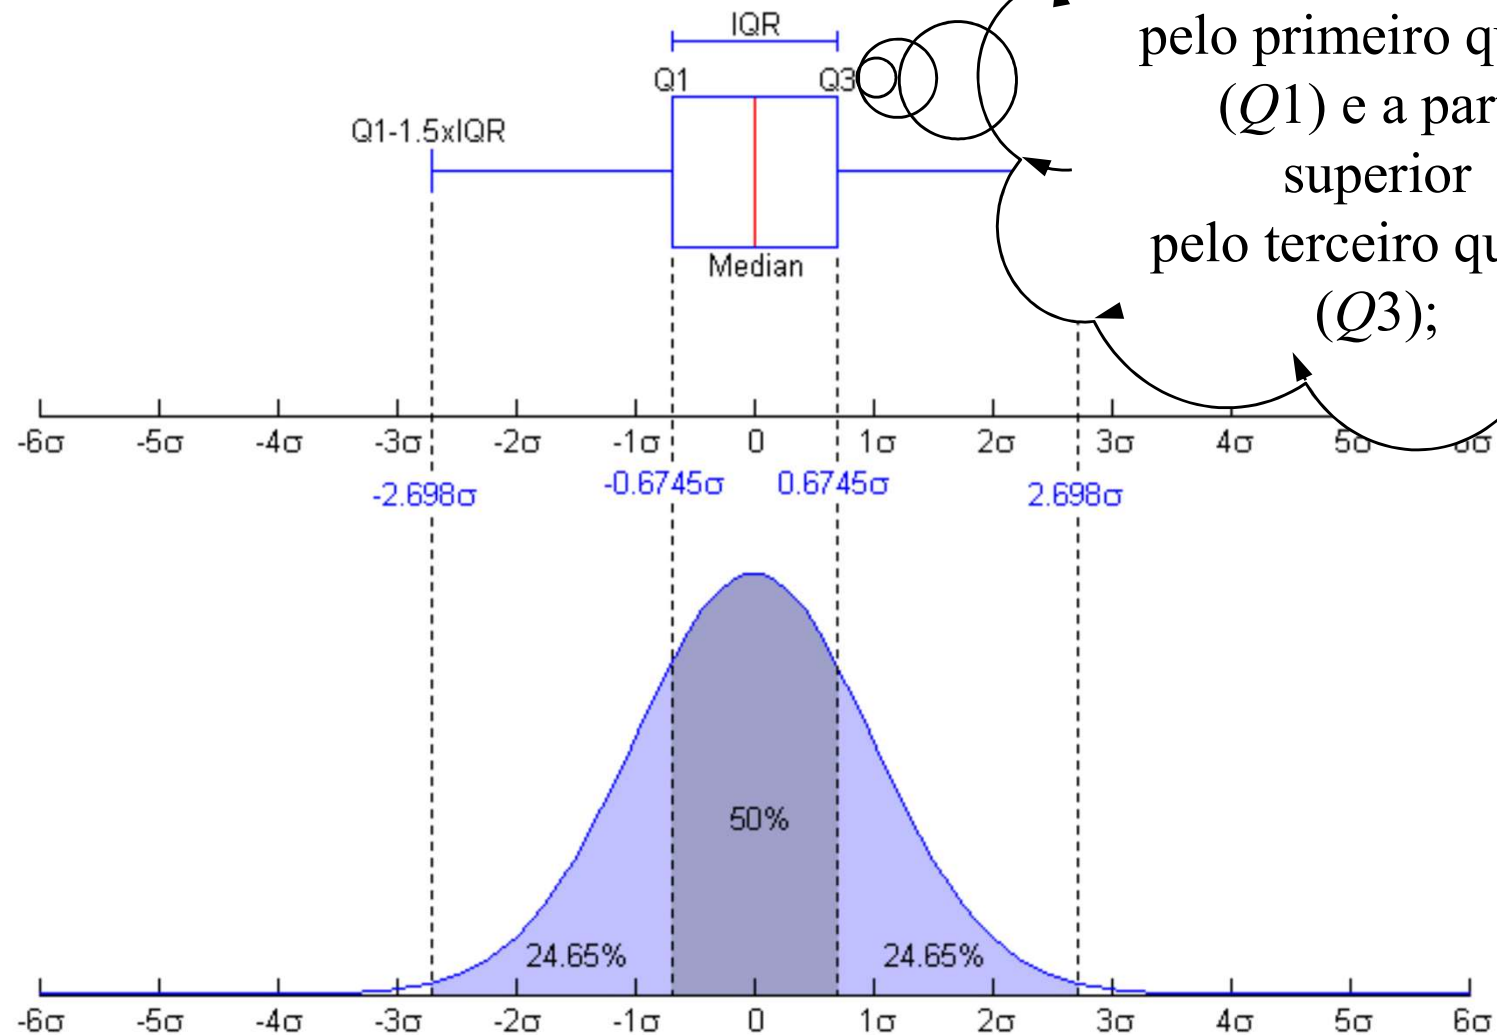 IQR
Q1
Q3
Q1-1.5xIQR
Median
pelo primeiro
(Q1) e a
superior
pelo terceiro
(Q3);
-6σ -5σ -4σ -3σ -2σ -1σ 0 1σ 2σ 3σ 4σ 5σ 6σ
-2.698σ -0.6745σ 0.6745σ 2.698σ
50%
24.65% 24.65%
-6σ -5σ -4σ -3σ -2σ -1σ 0 1σ 2σ 3σ 4σ 5σ 6σ